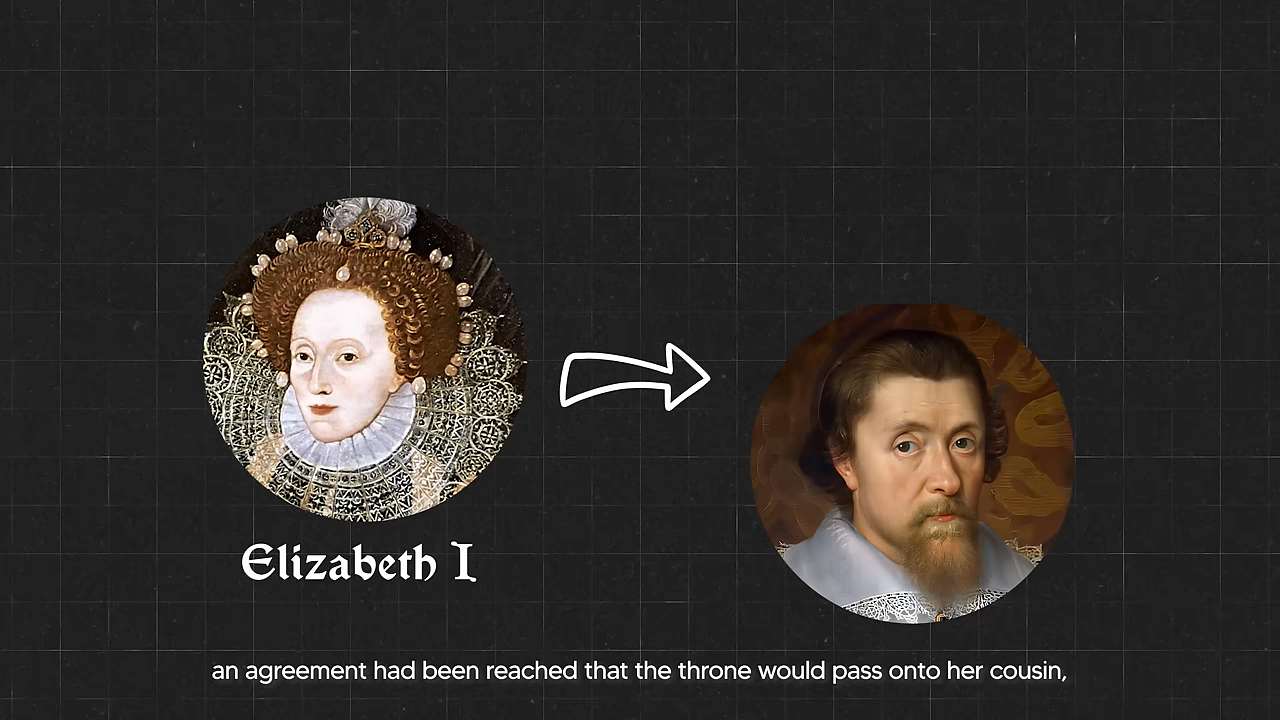 Elizabeth I
an agreement had been reached that the throne would pass onto her cousin,